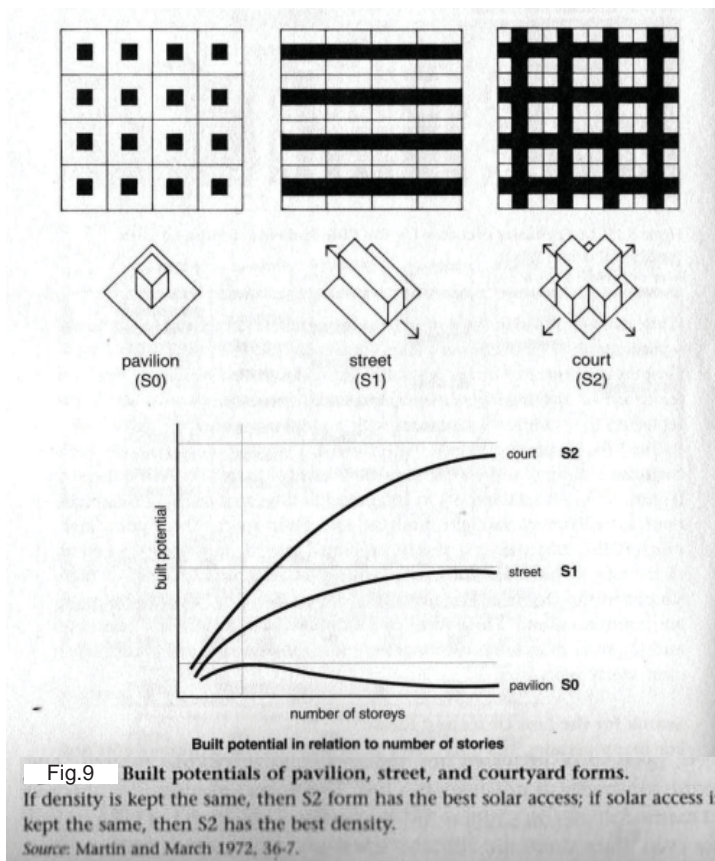 pavilion
(S0)
street
(S1)
court
(S2)
built potential
court S2
street S1
pavilion S0
number of storeys
Built potential in relation to number of stories
Fig.9 Built potentials of pavilion, street, and courtyard forms.
If density is kept the same, then S2 form has the best solar access; if solar access is
kept the same, then S2 has the best density.
Source: Martin and March 1972, 36-7.